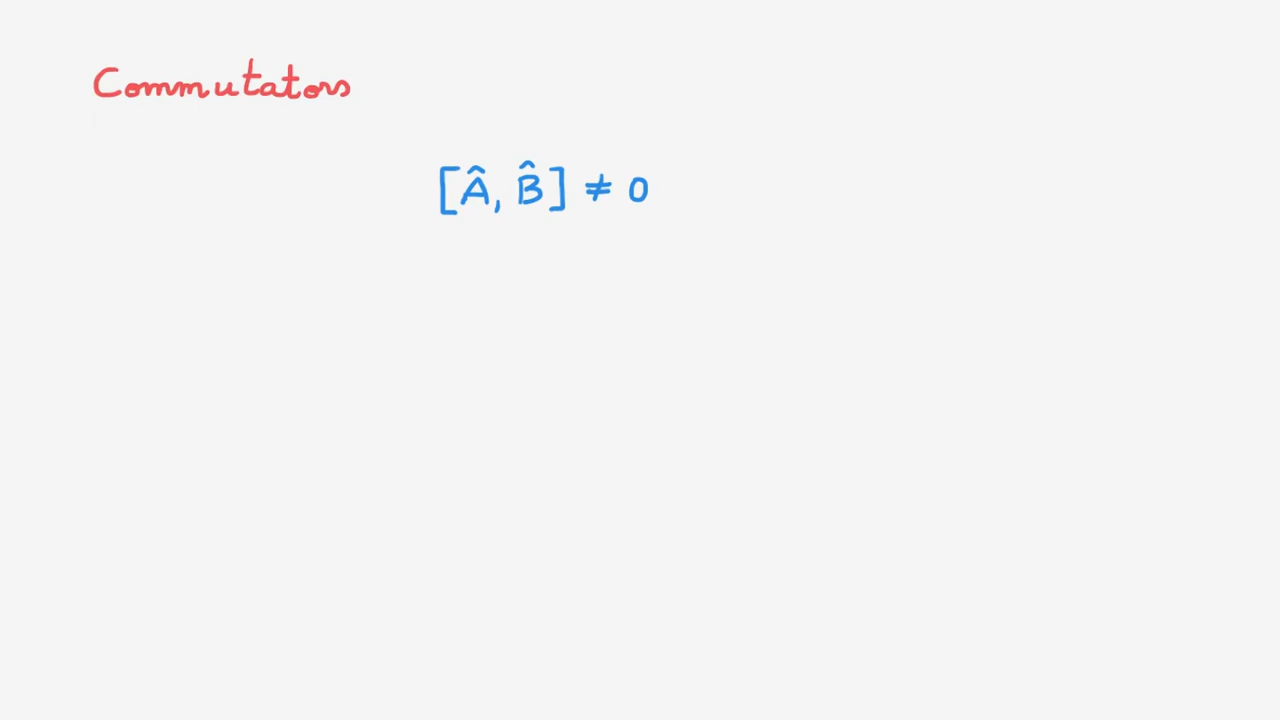 Commutators
[Â, B̂] ≠ 0